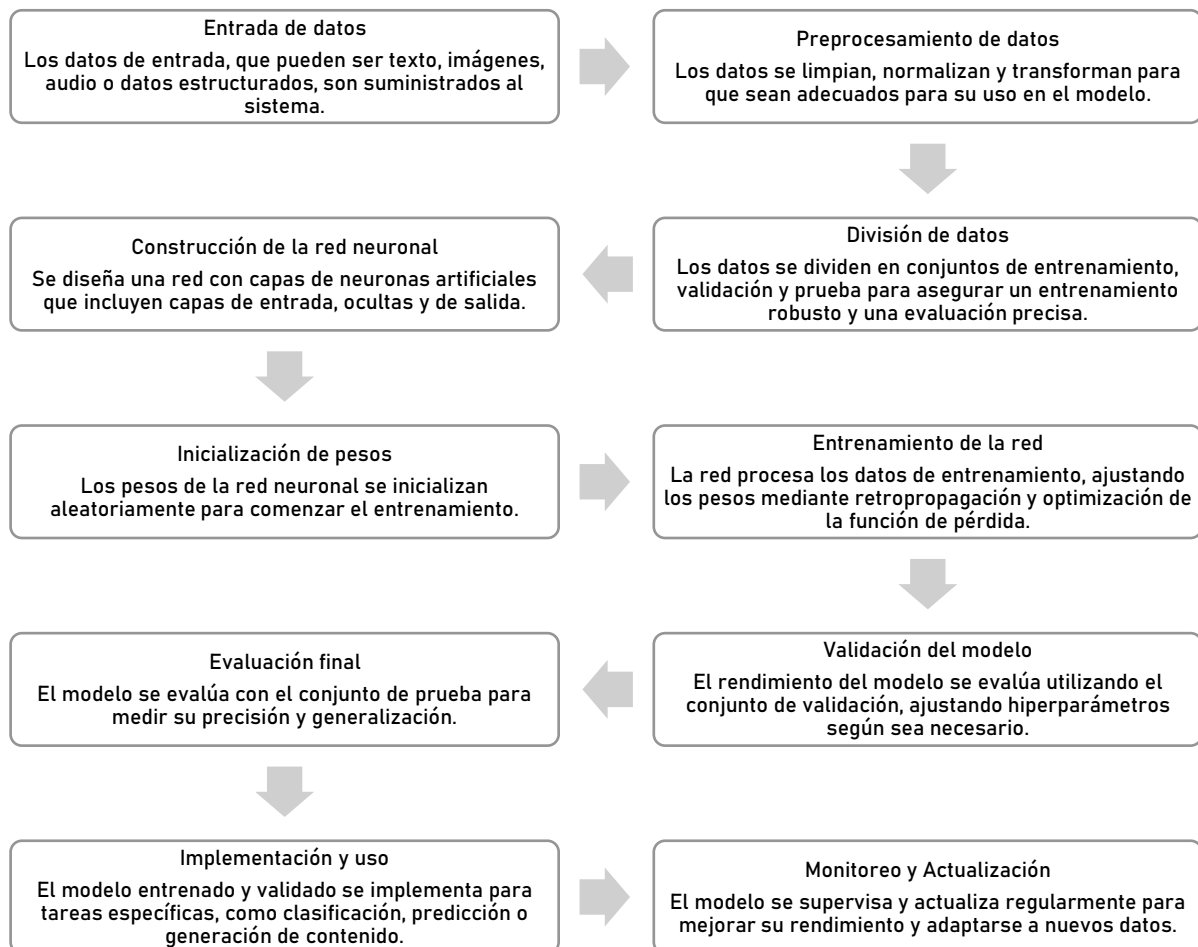 Entrada de datos
Los datos de entrada, que pueden ser texto, imágenes,
audio o datos estructurados, son suministrados al
sistema.
Preprocesamiento de datos
Los datos se limpian, normalizan y transforman para
que sean adecuados para su uso en el modelo.
División de datos
Los datos se dividen en conjuntos de entrenamiento,
validación y prueba para asegurar un entrenamiento
robusto y una evaluación precisa.
Construcción de la red neuronal
Se diseña una red con capas de neuronas artificiales
que incluyen capas de entrada, ocultas y de salida.
Inicialización de pesos
Los pesos de la red neuronal se inicializan
aleatoriamente para comenzar el entrenamiento.
Entrenamiento de la red
La red procesa los datos de entrenamiento, ajustando
los pesos mediante retropropagación y optimización de
la función de pérdida.
Validación del modelo
El rendimiento del modelo se evalúa utilizando el
conjunto de validación, ajustando hiperparámetros
según sea necesario.
Evaluación final
El modelo se evalúa con el conjunto de prueba para
medir su precisión y generalización.
Implementación y uso
El modelo entrenado y validado se implementa para
tareas específicas, como clasificación, predicción o
generación de contenido.
Monitoreo y Actualización
El modelo se supervisa y actualiza regularmente para
mejorar su rendimiento y adaptarse a nuevos datos.